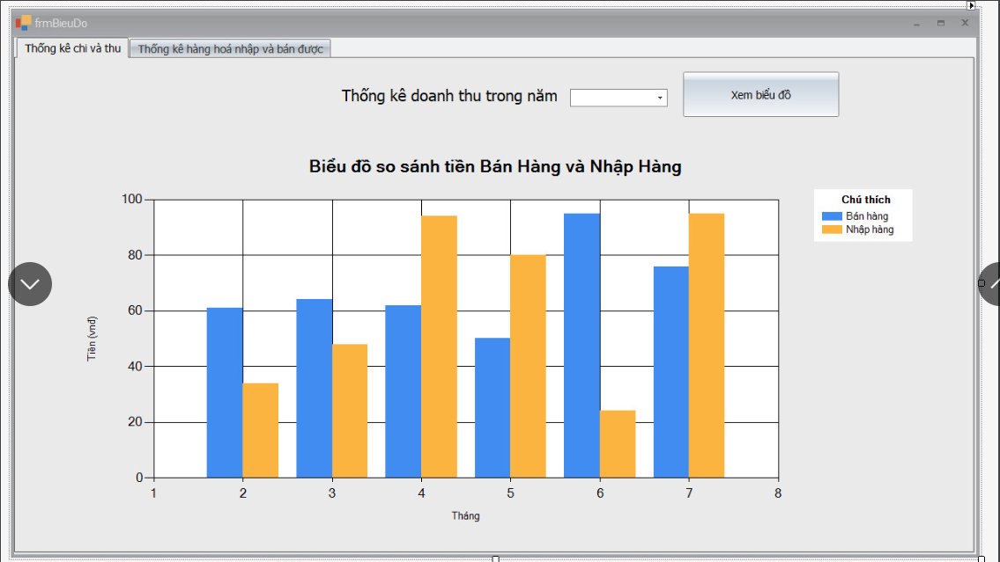 frmBieuDo
Thống kê chi và thu
Thống kê hàng hoá nhập và bán được
Thống kê doanh thu trong năm
Xem biểu đồ
Biểu đồ so sánh tiền Bán Hàng và Nhập Hàng
Chú thích
Bán hàng
Nhập hàng
Tiền (vnđ)
100
80
60
40
20
0
1 2 3 4 5 6 7 8
Tháng